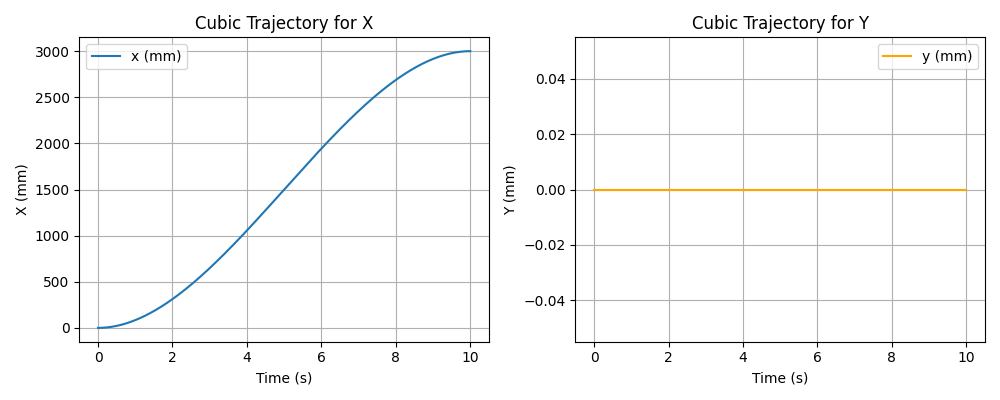 Cubic Trajectory for X
x (mm)
X (mm)
3000
2500
2000
1500
1000
500
0
0 2 4 6 8 10
Time (s)
Cubic Trajectory for Y
y (mm)
Y (mm)
0.04
0.02
0.00
−0.02
−0.04
0 2 4 6 8 10
Time (s)